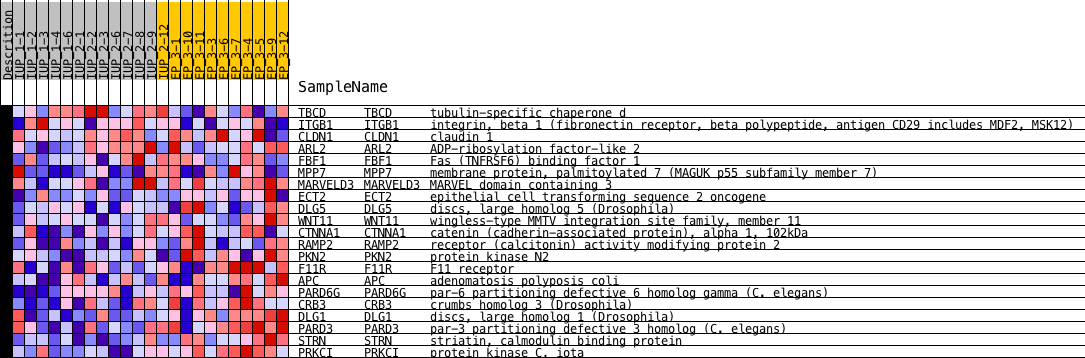 Descrition
IUP_1-1
IUP_1-2
IUP_1-3
IUP_1-4
IUP_1-6
IUP_2-1
IUP_2-2
IUP_2-3
IUP_2-6
IUP_2-7
IUP_2-8
IUP_2-9
IUP_2-12
EP_3-1
EP_3-10
EP_3-11
EP_3-3
EP_3-6
EP_3-7
EP_3-4
EP_3-5
EP_3-9
EP_3-12
SampleName
TBCD TBCD tubulin-specific chaperone d
ITGB1 ITGB1 integrin, beta 1 (fibronectin receptor, beta polypeptide, antigen CD29 includes MDF2, MSK12)
CLDN1 CLDN1 claudin 1
ARL2 ARL2 ADP-ribosylation factor-like 2
FBF1 FBF1 Fas (TNFRSF6) binding factor 1
MPP7 MPP7 membrane protein, palmitoylated 7 (MAGUK p55 subfamily member 7)
MARVELD3 MARVELD3 MARVEL domain containing 3
ECT2 ECT2 epithelial cell transforming sequence 2 oncogene
DLG5 DLG5 discs, large homolog 5 (Drosophila)
WNT11 WNT11 wingless-type MMTV integration site family, member 11
CTNNA1 CTNNA1 catenin (cadherin-associated protein), alpha 1, 102kDa
RAMP2 RAMP2 receptor (calcitonin) activity modifying protein 2
PKN2 PKN2 protein kinase N2
F11R F11R F11 receptor
APC APC adenomatosis polyposis coli
PARD6G PARD6G par-6 partitioning defective 6 homolog gamma (C. elegans)
CRB3 CRB3 crumbs homolog 3 (Drosophila)
DLG1 DLG1 discs, large homolog 1 (Drosophila)
PARD3 PARD3 par-3 partitioning defective 3 homolog (C. elegans)
STRN STRN striatin, calmodulin binding protein
PRKCI PRKCI protein kinase C, iota